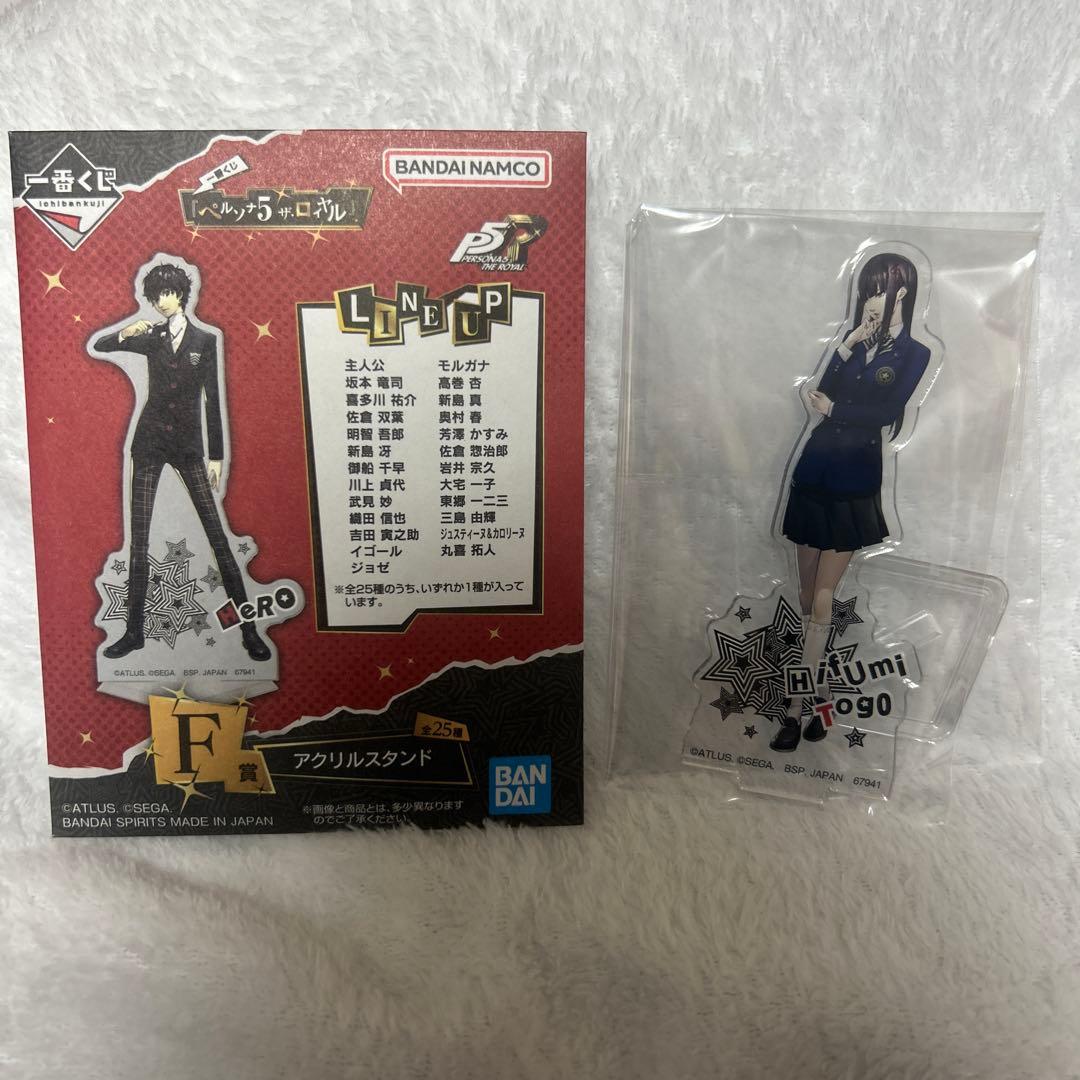 一番くじ
ichibankuji
一番くじ
「ペルソナ5 ザ・ロイヤル」
BANDAI NAMCO
P5R
PERSONA5
THE ROYAL
LINE UP
主人公 モルガナ
坂本 竜司 高巻 杏
喜多川 祐介 新島 真
佐倉 双葉 奥村 春
明智 吾郎 芳澤 かすみ
新島 冴 佐倉 惣治郎
御船 千早 岩井 宗久
川上 貞代 大宅 一子
武見 妙 東郷 一二三
織田 信也 三島 由輝
吉田 寅之助 ジュスティーヌ&カロリーヌ
イゴール 丸喜 拓人
ジョゼ
※全25種のうち、いずれか1種が入って
います。
HeRO
©ATLUS. ©SEGA. BSP. JAPAN 67941
F賞
全25種
アクリルスタンド
BAN
DAI
©ATLUS. ©SEGA.
BANDAI SPIRITS MADE IN JAPAN
※画像と商品とは、多少異なります
のでご了承ください。
HifUmi
TogO
©ATLUS. ©SEGA. BSP. JAPAN 67941